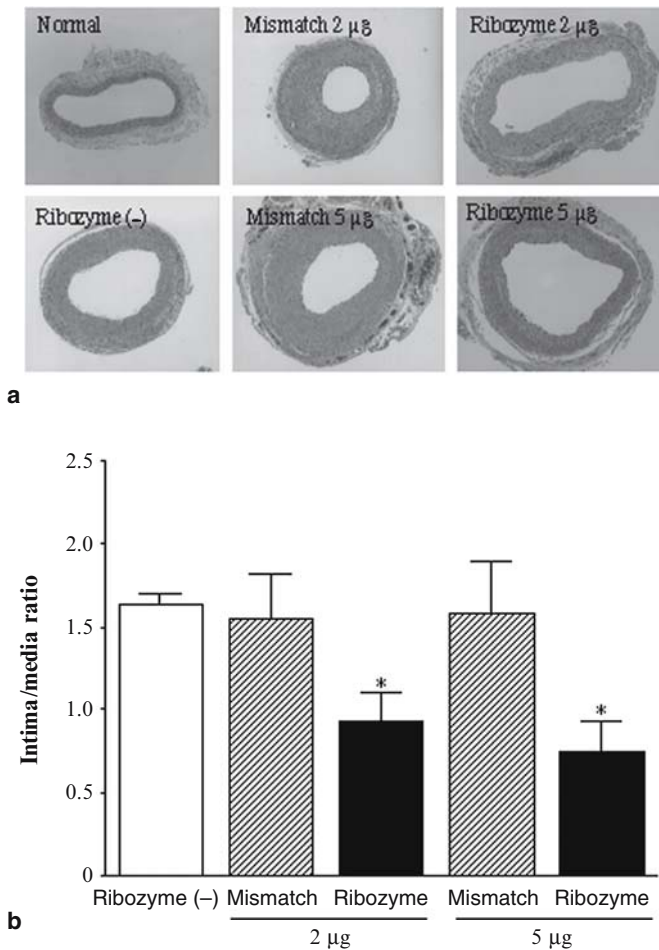 Normal
Mismatch 2 µg
Ribozyme 2 µg
Ribozyme (-)
Mismatch 5 µg
Ribozyme 5 µg
a
2.5
2.0
1.5
1.0
0.5
0
Intima/media ratio
*
*
Ribozyme (–) Mismatch Ribozyme Mismatch Ribozyme
2 µg 5 µg
b